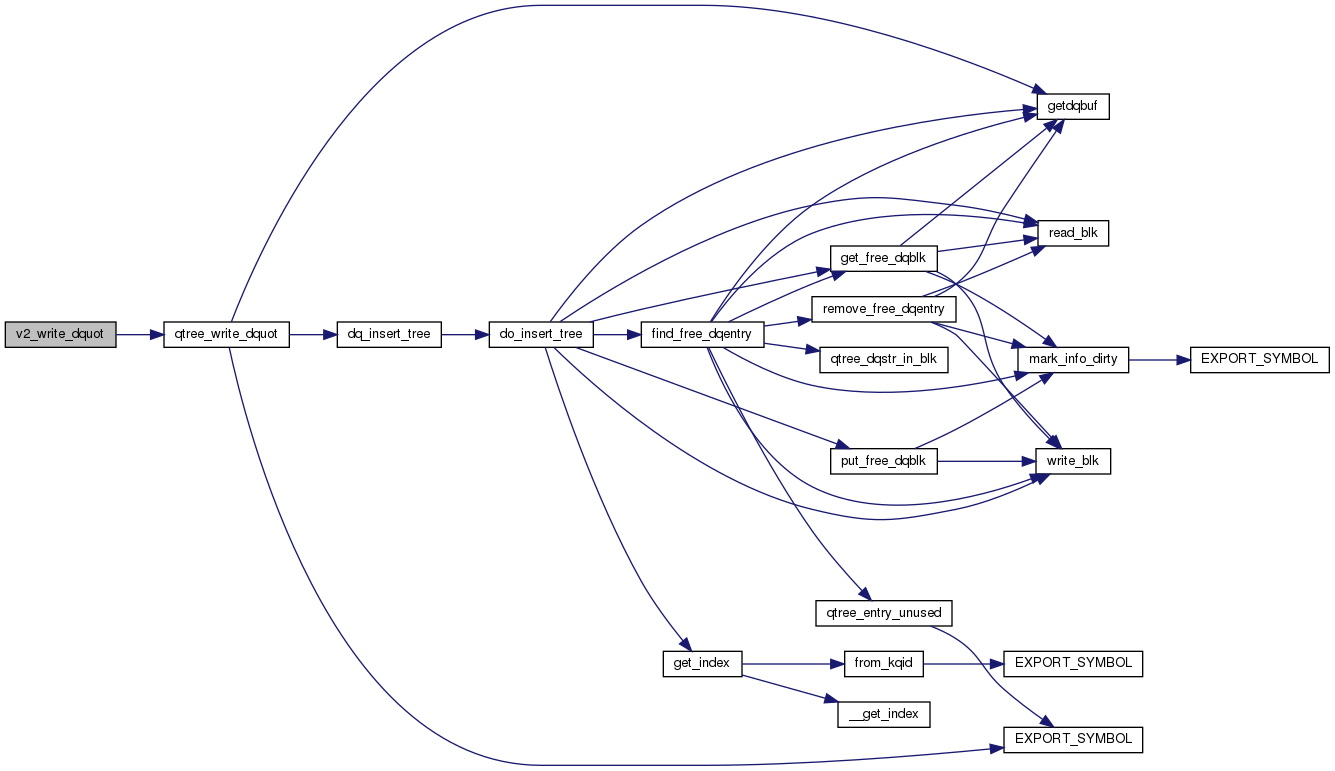 getdqbuf
read_blk
get_free_dqblk
remove_free_dqentry
v2_write_dquot
qtree_write_dquot
dq_insert_tree
do_insert_tree
find_free_dqentry
qtree_dqstr_in_blk
mark_info_dirty
EXPORT_SYMBOL
put_free_dqblk
write_blk
qtree_entry_unused
get_index
from_kqid
EXPORT_SYMBOL
__get_index
EXPORT_SYMBOL